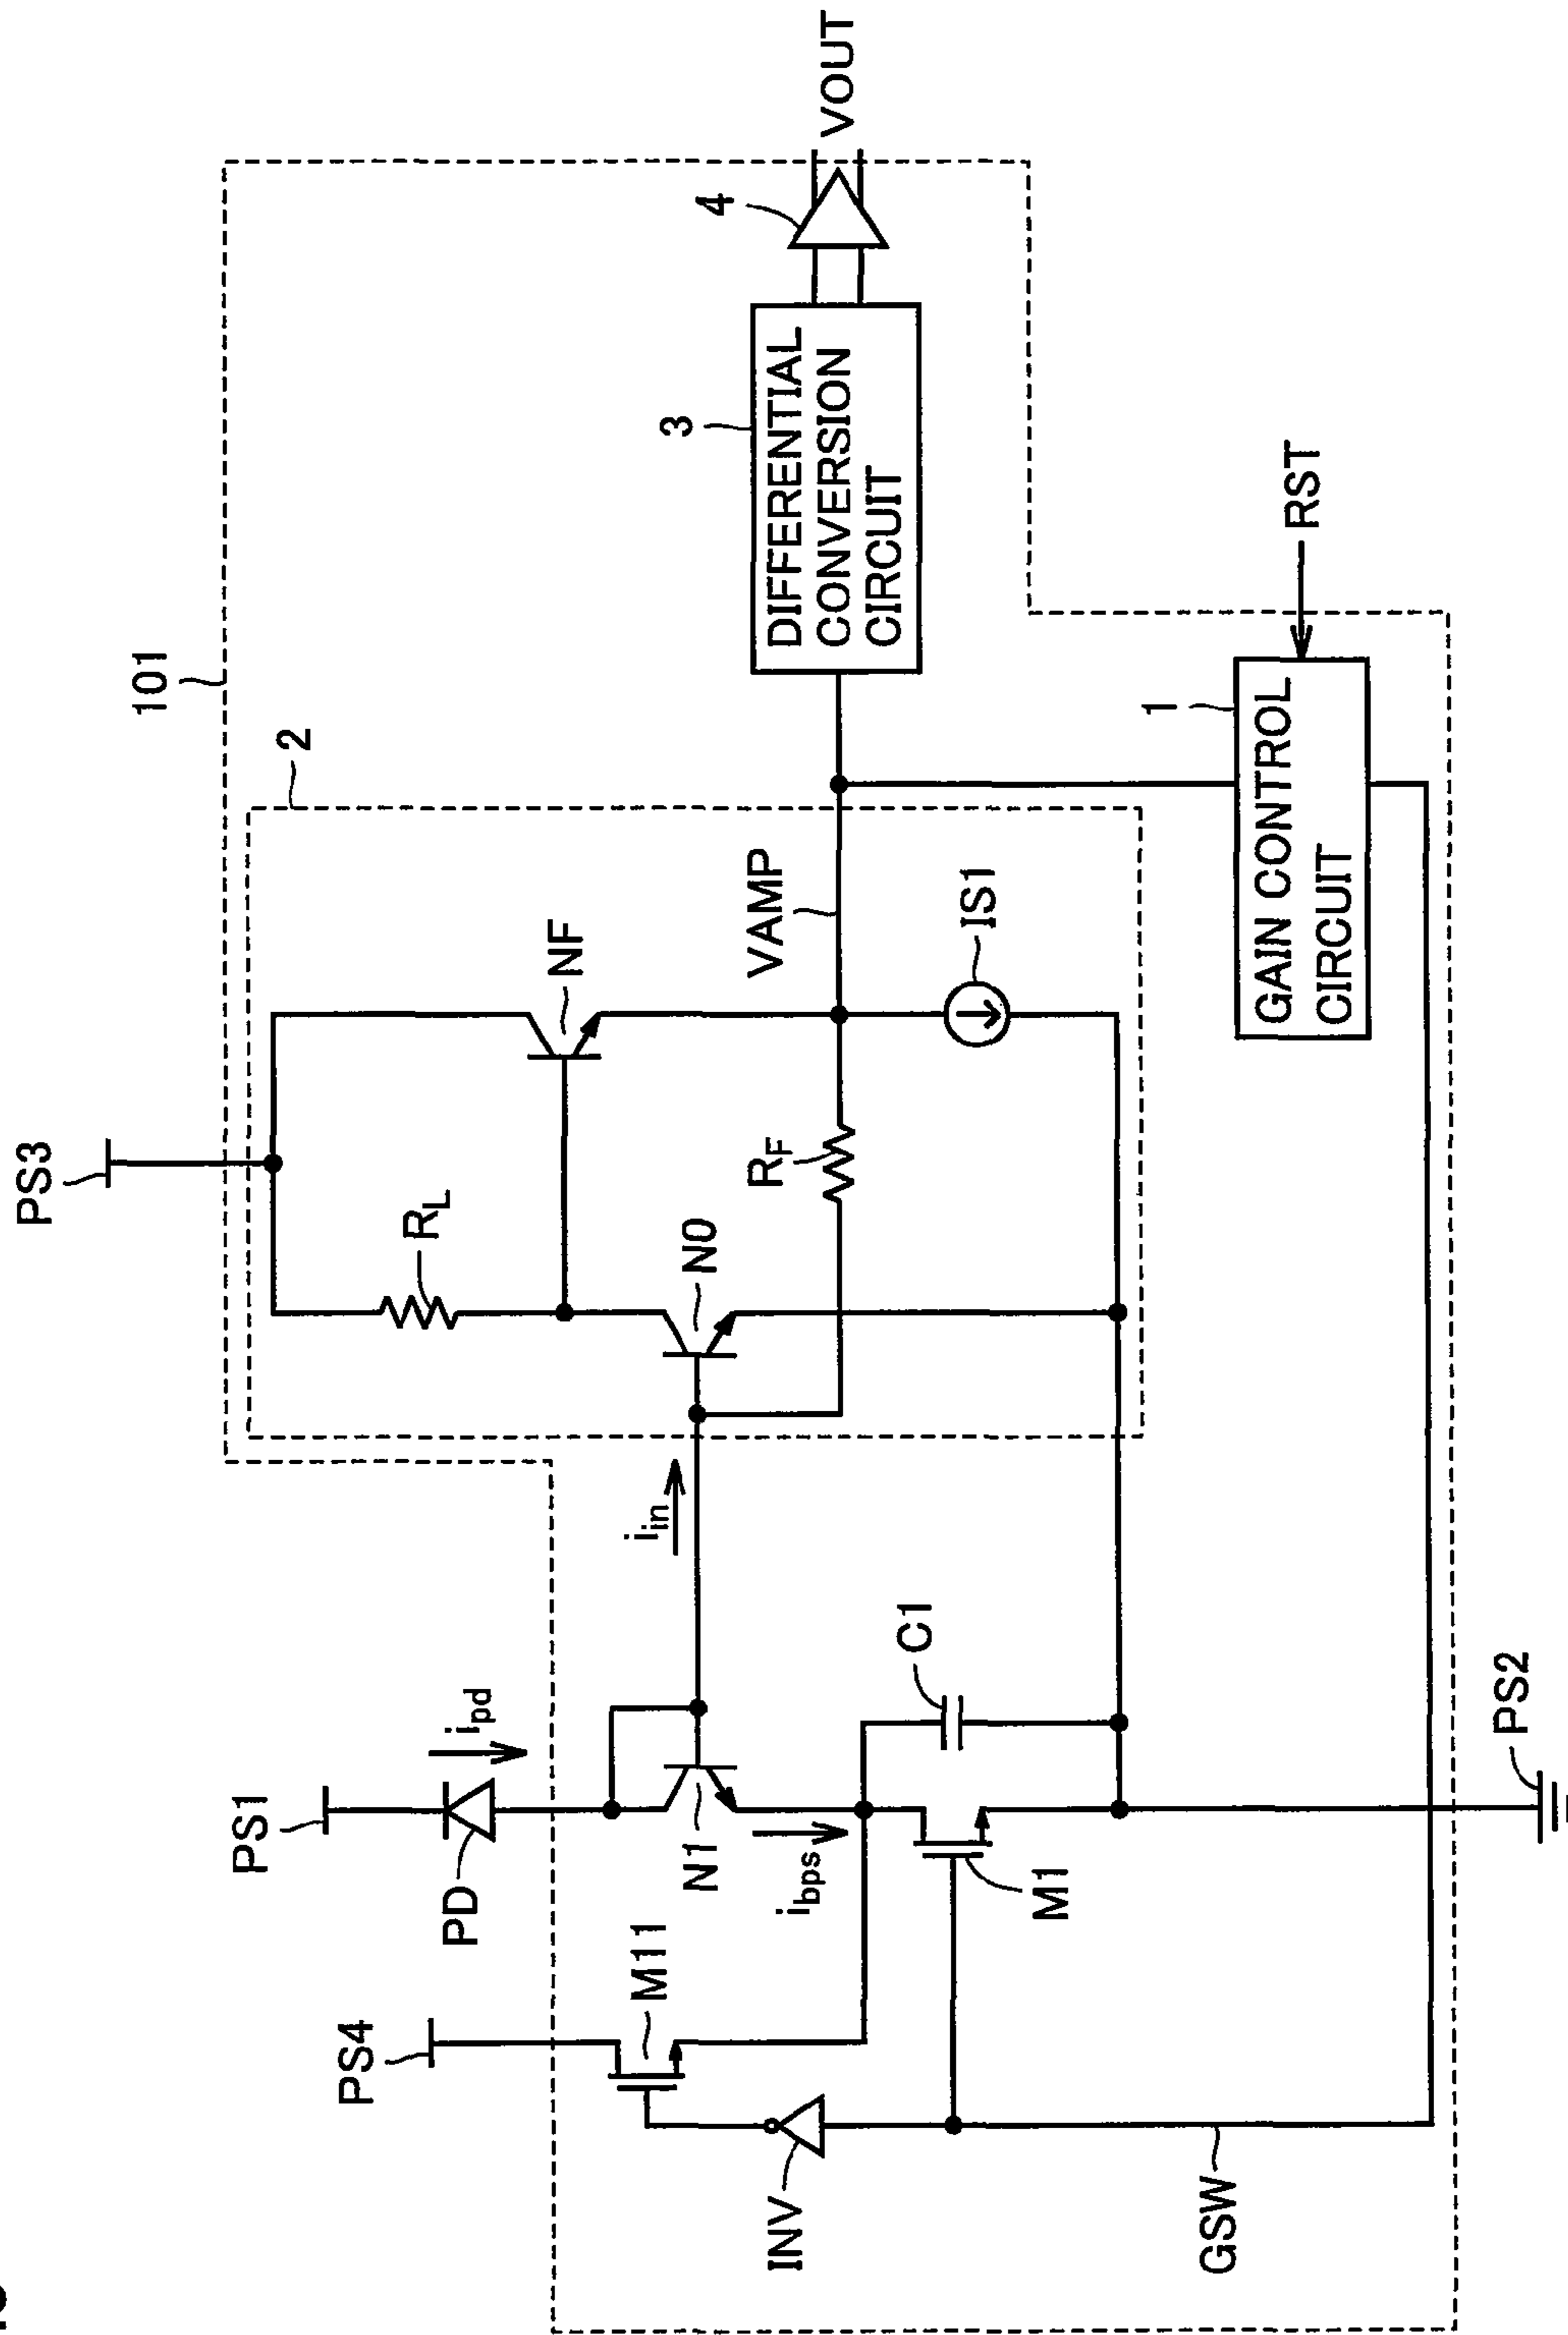 PS3
101
2
RL
NF
N0
RF
VAMP
IS1
3
DIFFERENTIAL
CONVERSION
CIRCUIT
4
VOUT
1
GAIN CONTROL
CIRCUIT
RST
PS1
PD
ipd
iin
N1
ibps
C1
M1
PS2
PS4
M11
INV
GSW